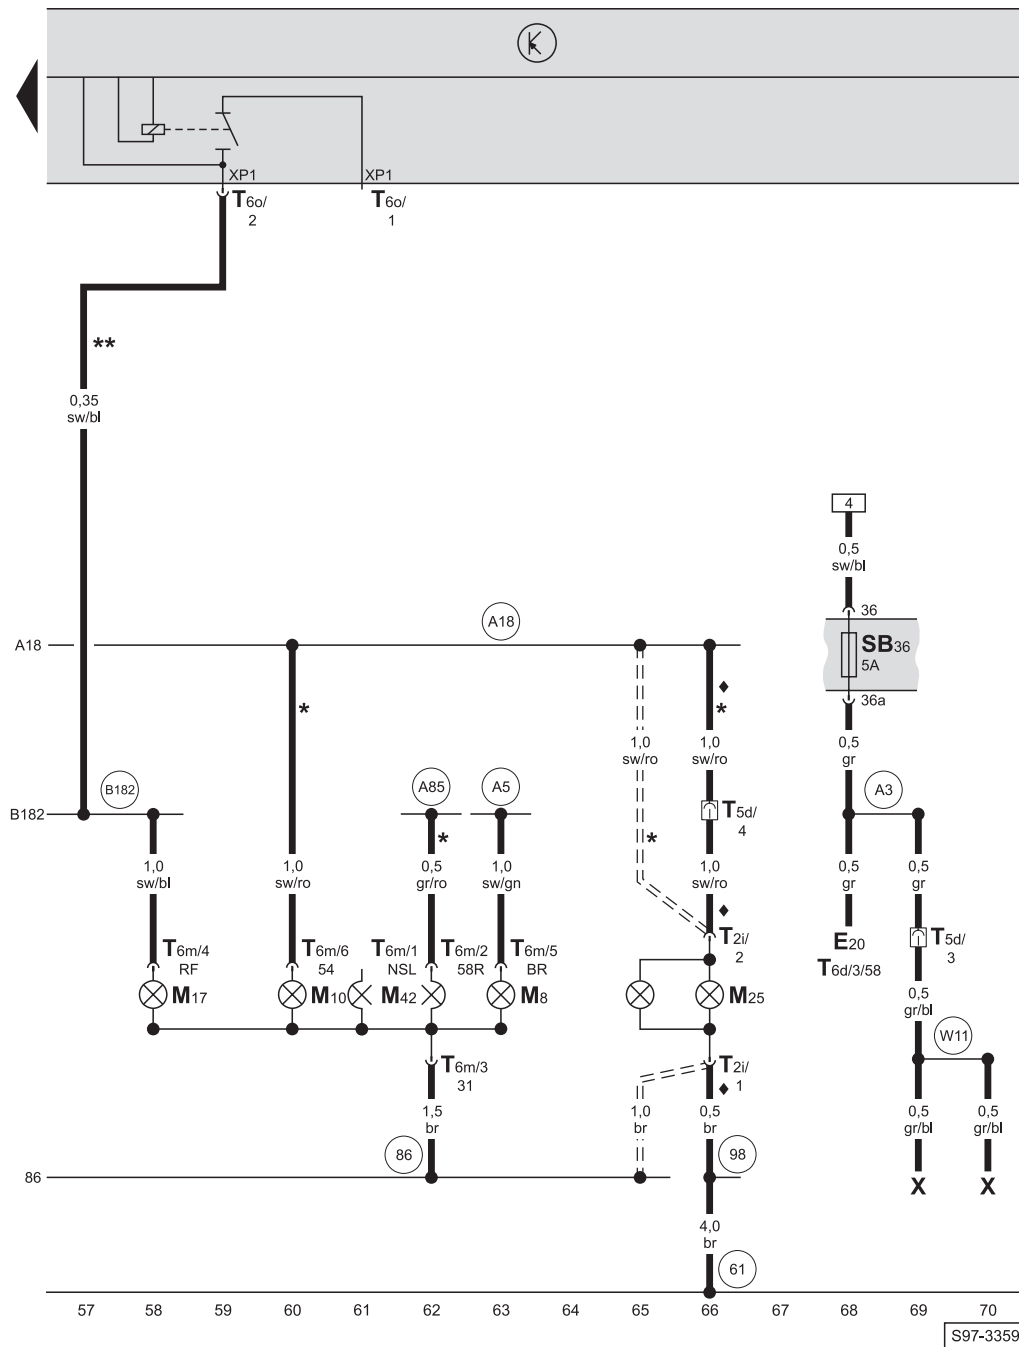 XP1 XP1
T6o/ T6o/
2 1
**
0,35
sw/bl
4
0,5
sw/bl
36
A18 A18
SB36
5A
36a
*
*
1,0 1,0 0,5
sw/ro sw/ro gr
B182 B182 A85 A5 A3
T5d/
4
*
*
1,0 1,0 0,5 1,0 1,0 0,5 0,5
sw/bl sw/ro gr/ro sw/gn sw/ro gr gr
T6m/4 T6m/6 T6m/1 T6m/2 T6m/5 T2i/ E20 T5d/
RF 54 NSL 58R BR 2 T6d/3/58 3
M17 M10 M42 M8 M25
0,5
gr/bl
W11
T6m/3 T2i/
31 1
1,5 1,0 0,5 0,5 0,5
br br br gr/bl gr/bl
86 98
86 X X
4,0
br
61
57 58 59 60 61 62 63 64 65 66 67 68 69 70
S97-3359